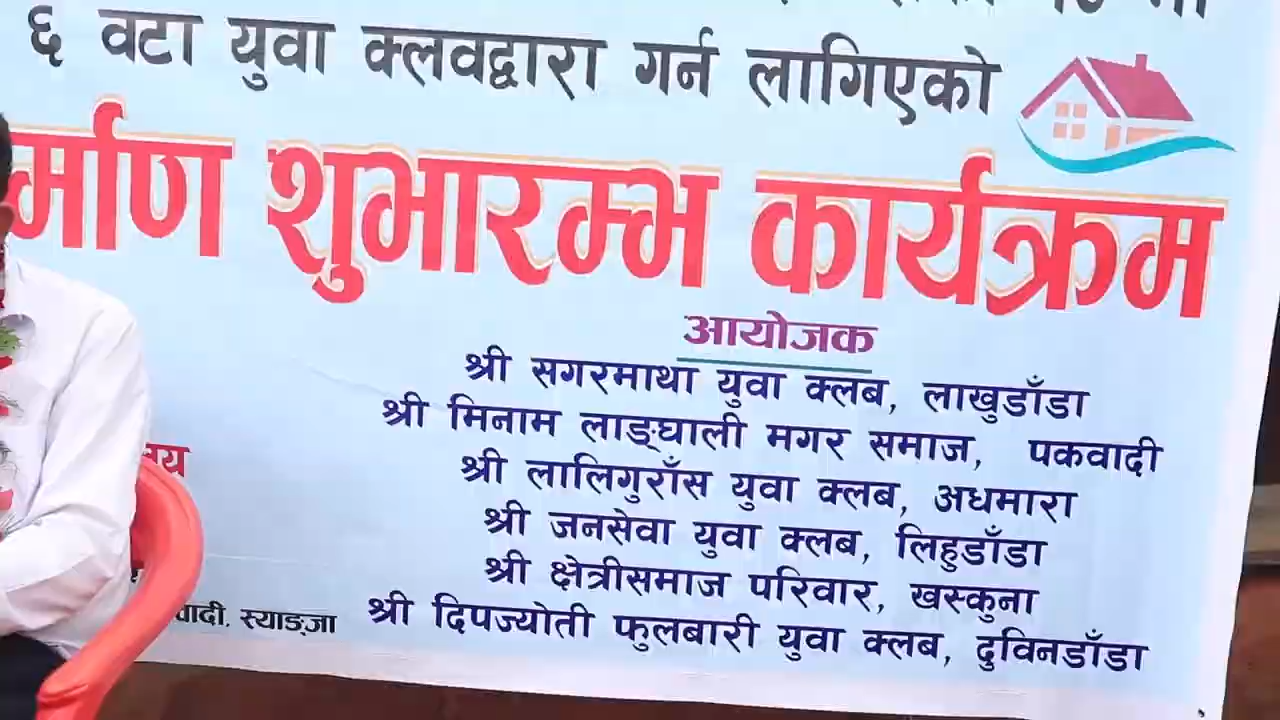 ६ वटा युवा क्लवद्वारा गर्न लागिएको
र्माण शुभारम्भ कार्यक्रम
आयोजक
श्री सगरमाथा युवा क्लब, लाखुडाँडा
श्री मिनाम लाङ्घाली मगर समाज, पकवादी
श्री लालिगुराँस युवा क्लब, अधमारा
श्री जनसेवा युवा क्लब, लिहुडाँडा
श्री क्षेत्रीसमाज परिवार, खस्कुना
श्री दिपज्योती फुलबारी युवा क्लब, दुविनडाँडा
वादी, स्याङ्जा